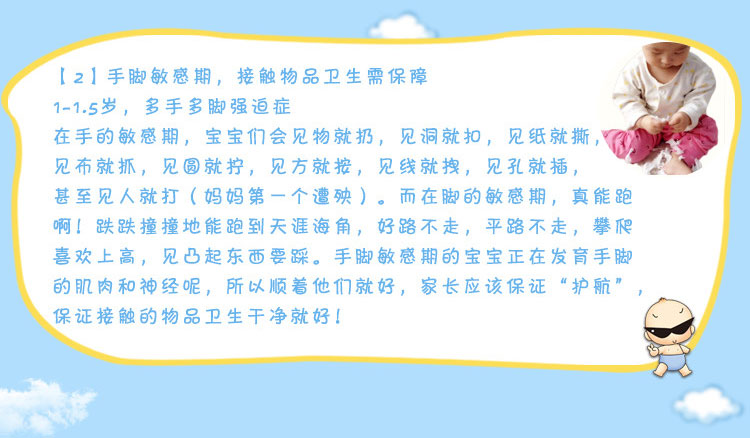 【2】手脚敏感期，接触物品卫生需保障
1-1.5岁，多手多脚强迫症
在手的敏感期，宝宝们会见物就扔，见洞就扣，见纸就撕，
见布就抓，见圆就拧，见方就按，见线就拽，见孔就插，
甚至见人就打（妈妈第一个遭殃）。而在脚的敏感期，真能跑
啊！跌跌撞撞地能跑到天涯海角，好路不走，平路不走，攀爬
喜欢上高，见凸起东西要踩。手脚敏感期的宝宝正在发育手脚
的肌肉和神经呢，所以顺着他们就好，家长应该保证“护航”，
保证接触的物品卫生干净就好！